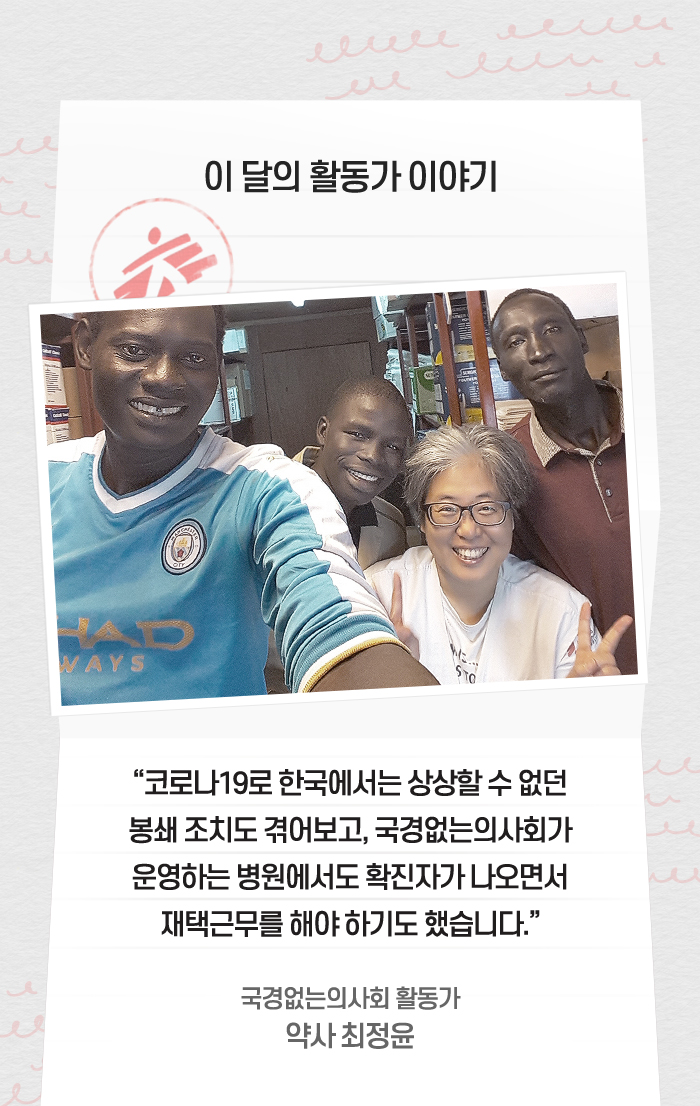 이 달의 활동가 이야기
MANCHESTER
CITY
HAD
WAYS
“코로나19로 한국에서는 상상할 수 없던
봉쇄 조치도 겪어보고, 국경없는의사회가
운영하는 병원에서도 확진자가 나오면서
재택근무를 해야 하기도 했습니다.”
국경없는의사회 활동가
약사 최정윤